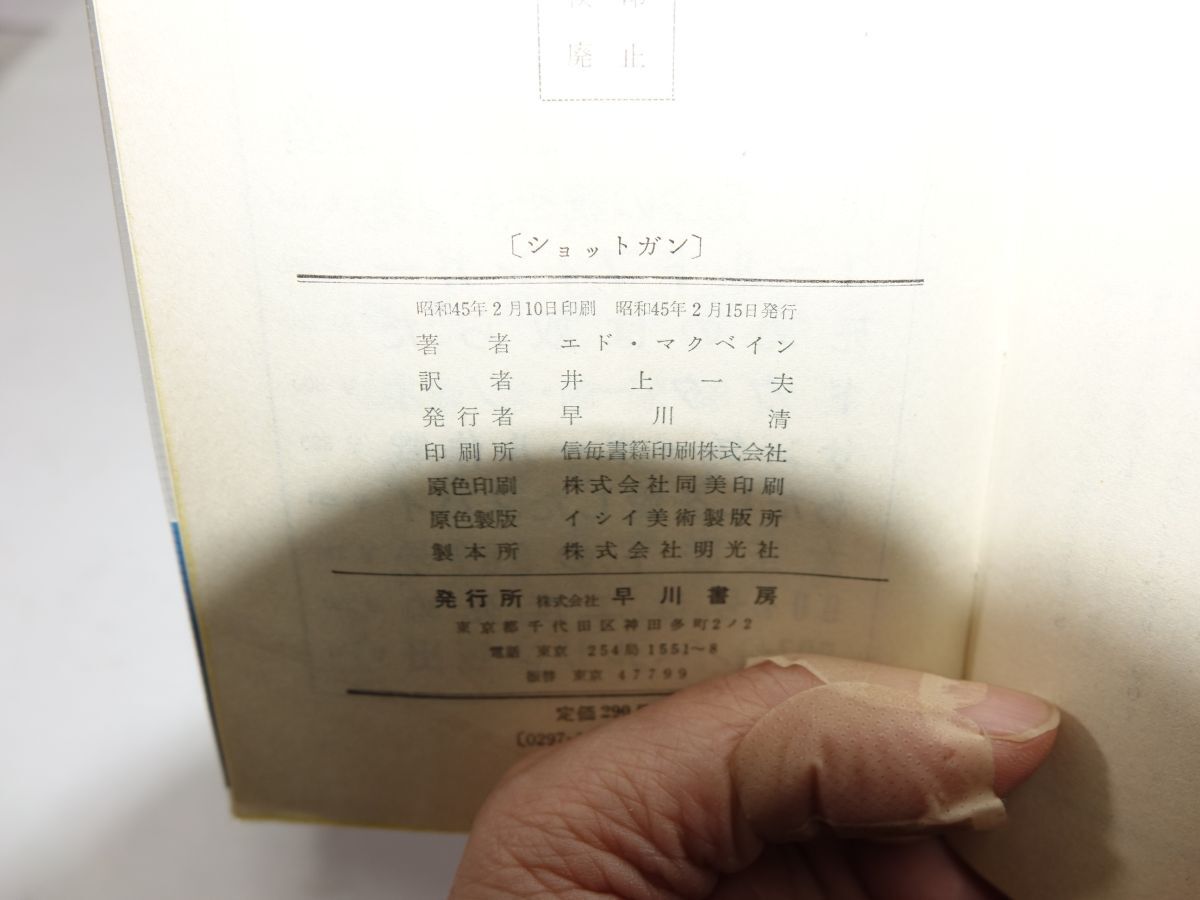 廃止
〔ショットガン〕
昭和45年2月10日印刷 昭和45年2月15日発行
著者 エド・マクベイン
訳者 井上一夫
発行者 早川清
印刷所 信毎書籍印刷株式会社
原色印刷 株式会社同美印刷
原色製版 イシイ美術製版所
製本所 株式会社明光社
発行所 株式会社 早川書房
東京都千代田区神田多町2ノ2
電話 東京 254局1551〜8
振替 東京 47799
定価290
〔0297-